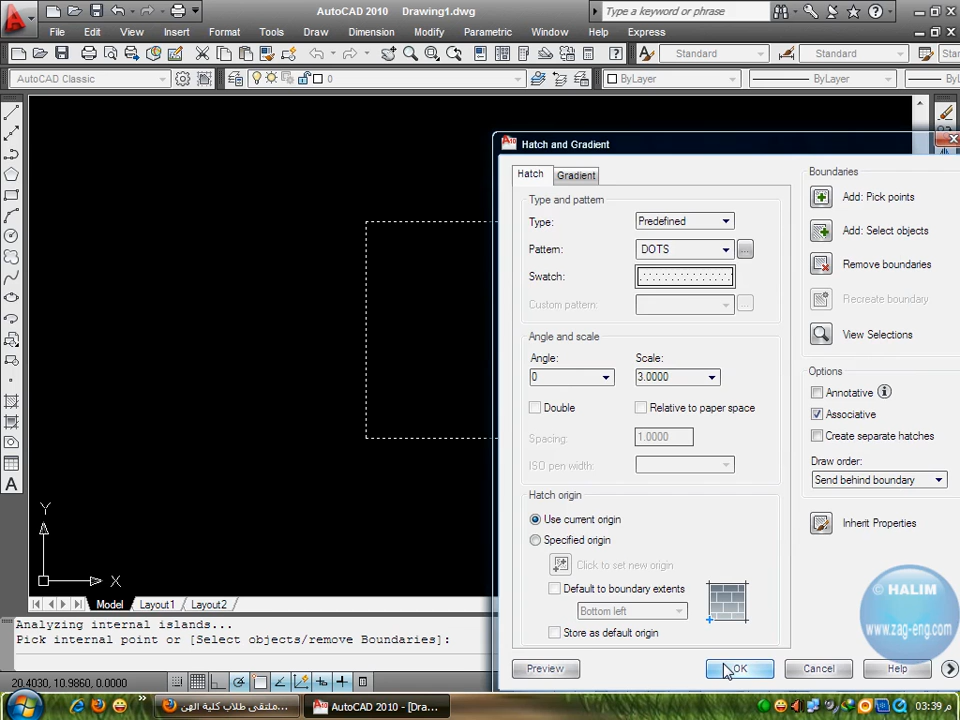 AutoCAD 2010 Drawing1.dwg
Type a keyword or phrase
File Edit View Insert Format Tools Draw Dimension Modify Parametric Window Help Express
Standard Standard
AutoCAD Classic 0 ByLayer ByLayer ByLayer
Hatch and Gradient
Hatch Gradient
Boundaries
Type and pattern
Add: Pick points
Type: Predefined
Add: Select objects
Pattern: DOTS
Remove boundaries
Swatch:
Custom pattern:
Recreate boundary
View Selections
Angle and scale
Angle: Scale:
Options
0 3.0000
Annotative
Double Relative to paper space
Associative
Spacing: 1.0000
Create separate hatches
ISO pen width:
Draw order:
Send behind boundary
Hatch origin
Use current origin
Inherit Properties
Specified origin
Click to set new origin
Default to boundary extents
Bottom left
Store as default origin
Preview OK Cancel Help
Y
X
Model Layout1 Layout2
HALIM
www.zag-eng.com
Analyzing internal islands...
Pick internal point or [Select objects/remove Boundaries]:
20.4030, 10.9860, 0.0000
ملتقى طلاب كلية الهن...
AutoCAD 2010 - [Dra...
03:39 م